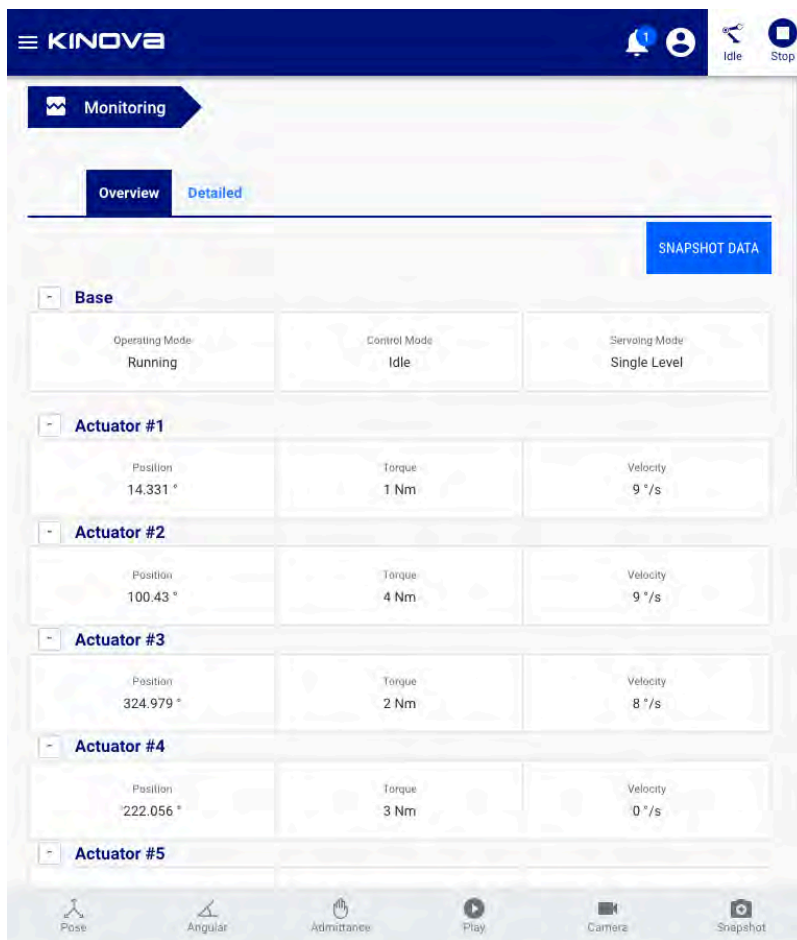 KINOVA
1
Idle
Stop
Monitoring
Overview Detailed
SNAPSHOT DATA
- Base
Operating Mode Control Mode Servoing Mode
Running Idle Single Level
- Actuator #1
Position Torque Velocity
14.331 ° 1 Nm 9 °/s
- Actuator #2
Position Torque Velocity
100.43 ° 4 Nm 9 °/s
- Actuator #3
Position Torque Velocity
324.979 ° 2 Nm 8 °/s
- Actuator #4
Position Torque Velocity
222.056 ° 3 Nm 0 °/s
- Actuator #5
Pose Angular Admittance Play Camera Snapshot